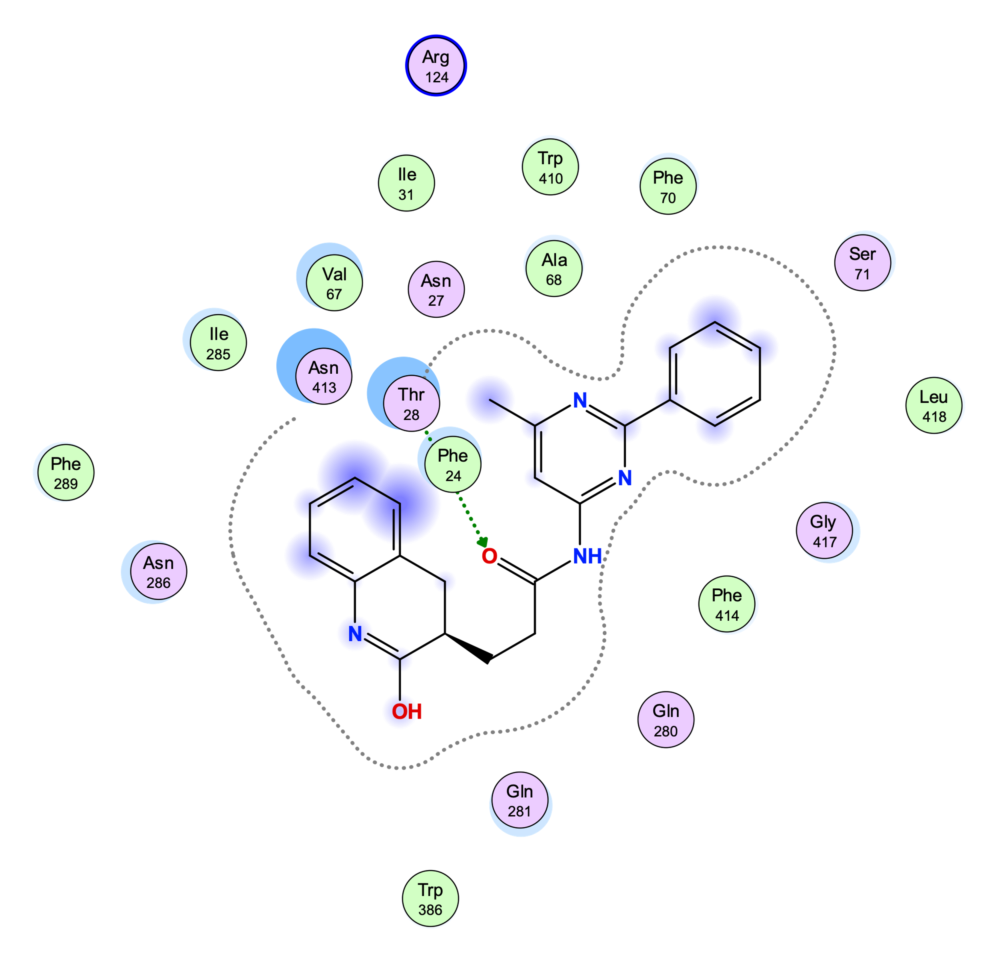 Arg
124
Trp
410
Ile
31
Phe
70
Ser
71
Ala
68
Val
67
Asn
27
Ile
285
Asn
413
Thr
28
N
Leu
418
Phe
24
Phe
289
N
Gly
417
O
NH
Asn
286
Phe
414
N
OH
Gln
280
Gln
281
Trp
386